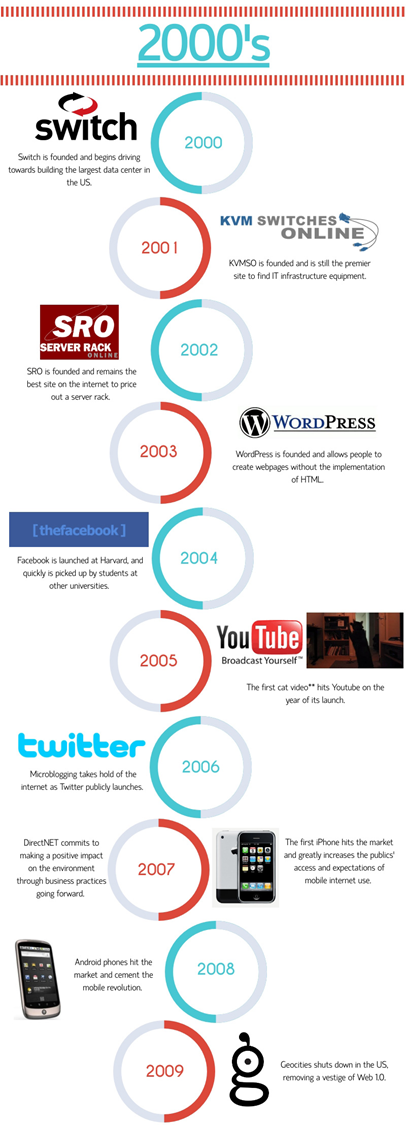 2000's
switch
2000
Switch is founded and begins driving
towards building the largest data center in
the US.
2001
KVM SWITCHES
ONLINE
KVMSO is founded and is still the premier
site to find IT infrastructure equipment.
SRO
SERVER RACK
ONLINE
2002
SRO is founded and remains the
best site on the internet to price
out a server rack.
2003
WORDPRESS
WordPress is founded and allows people to
create webpages without the implementation
of HTML.
[thefacebook]
2004
Facebook is launched at Harvard, and
quickly is picked up by students at
other universities.
2005
YouTube
Broadcast Yourself™
The first cat video** hits Youtube on the
year of its launch.
twitter
2006
Microblogging takes hold of the
internet as Twitter publicly launches.
DirectNET commits to
making a positive impact
on the environment
through business practices
going forward.
2007
The first iPhone hits the market
and greatly increases the publics'
access and expectations of
mobile internet use.
Android phones hit the
market and cement the
mobile revolution.
2008
2009
Geocities shuts down in the US,
removing a vestige of Web 1.0.